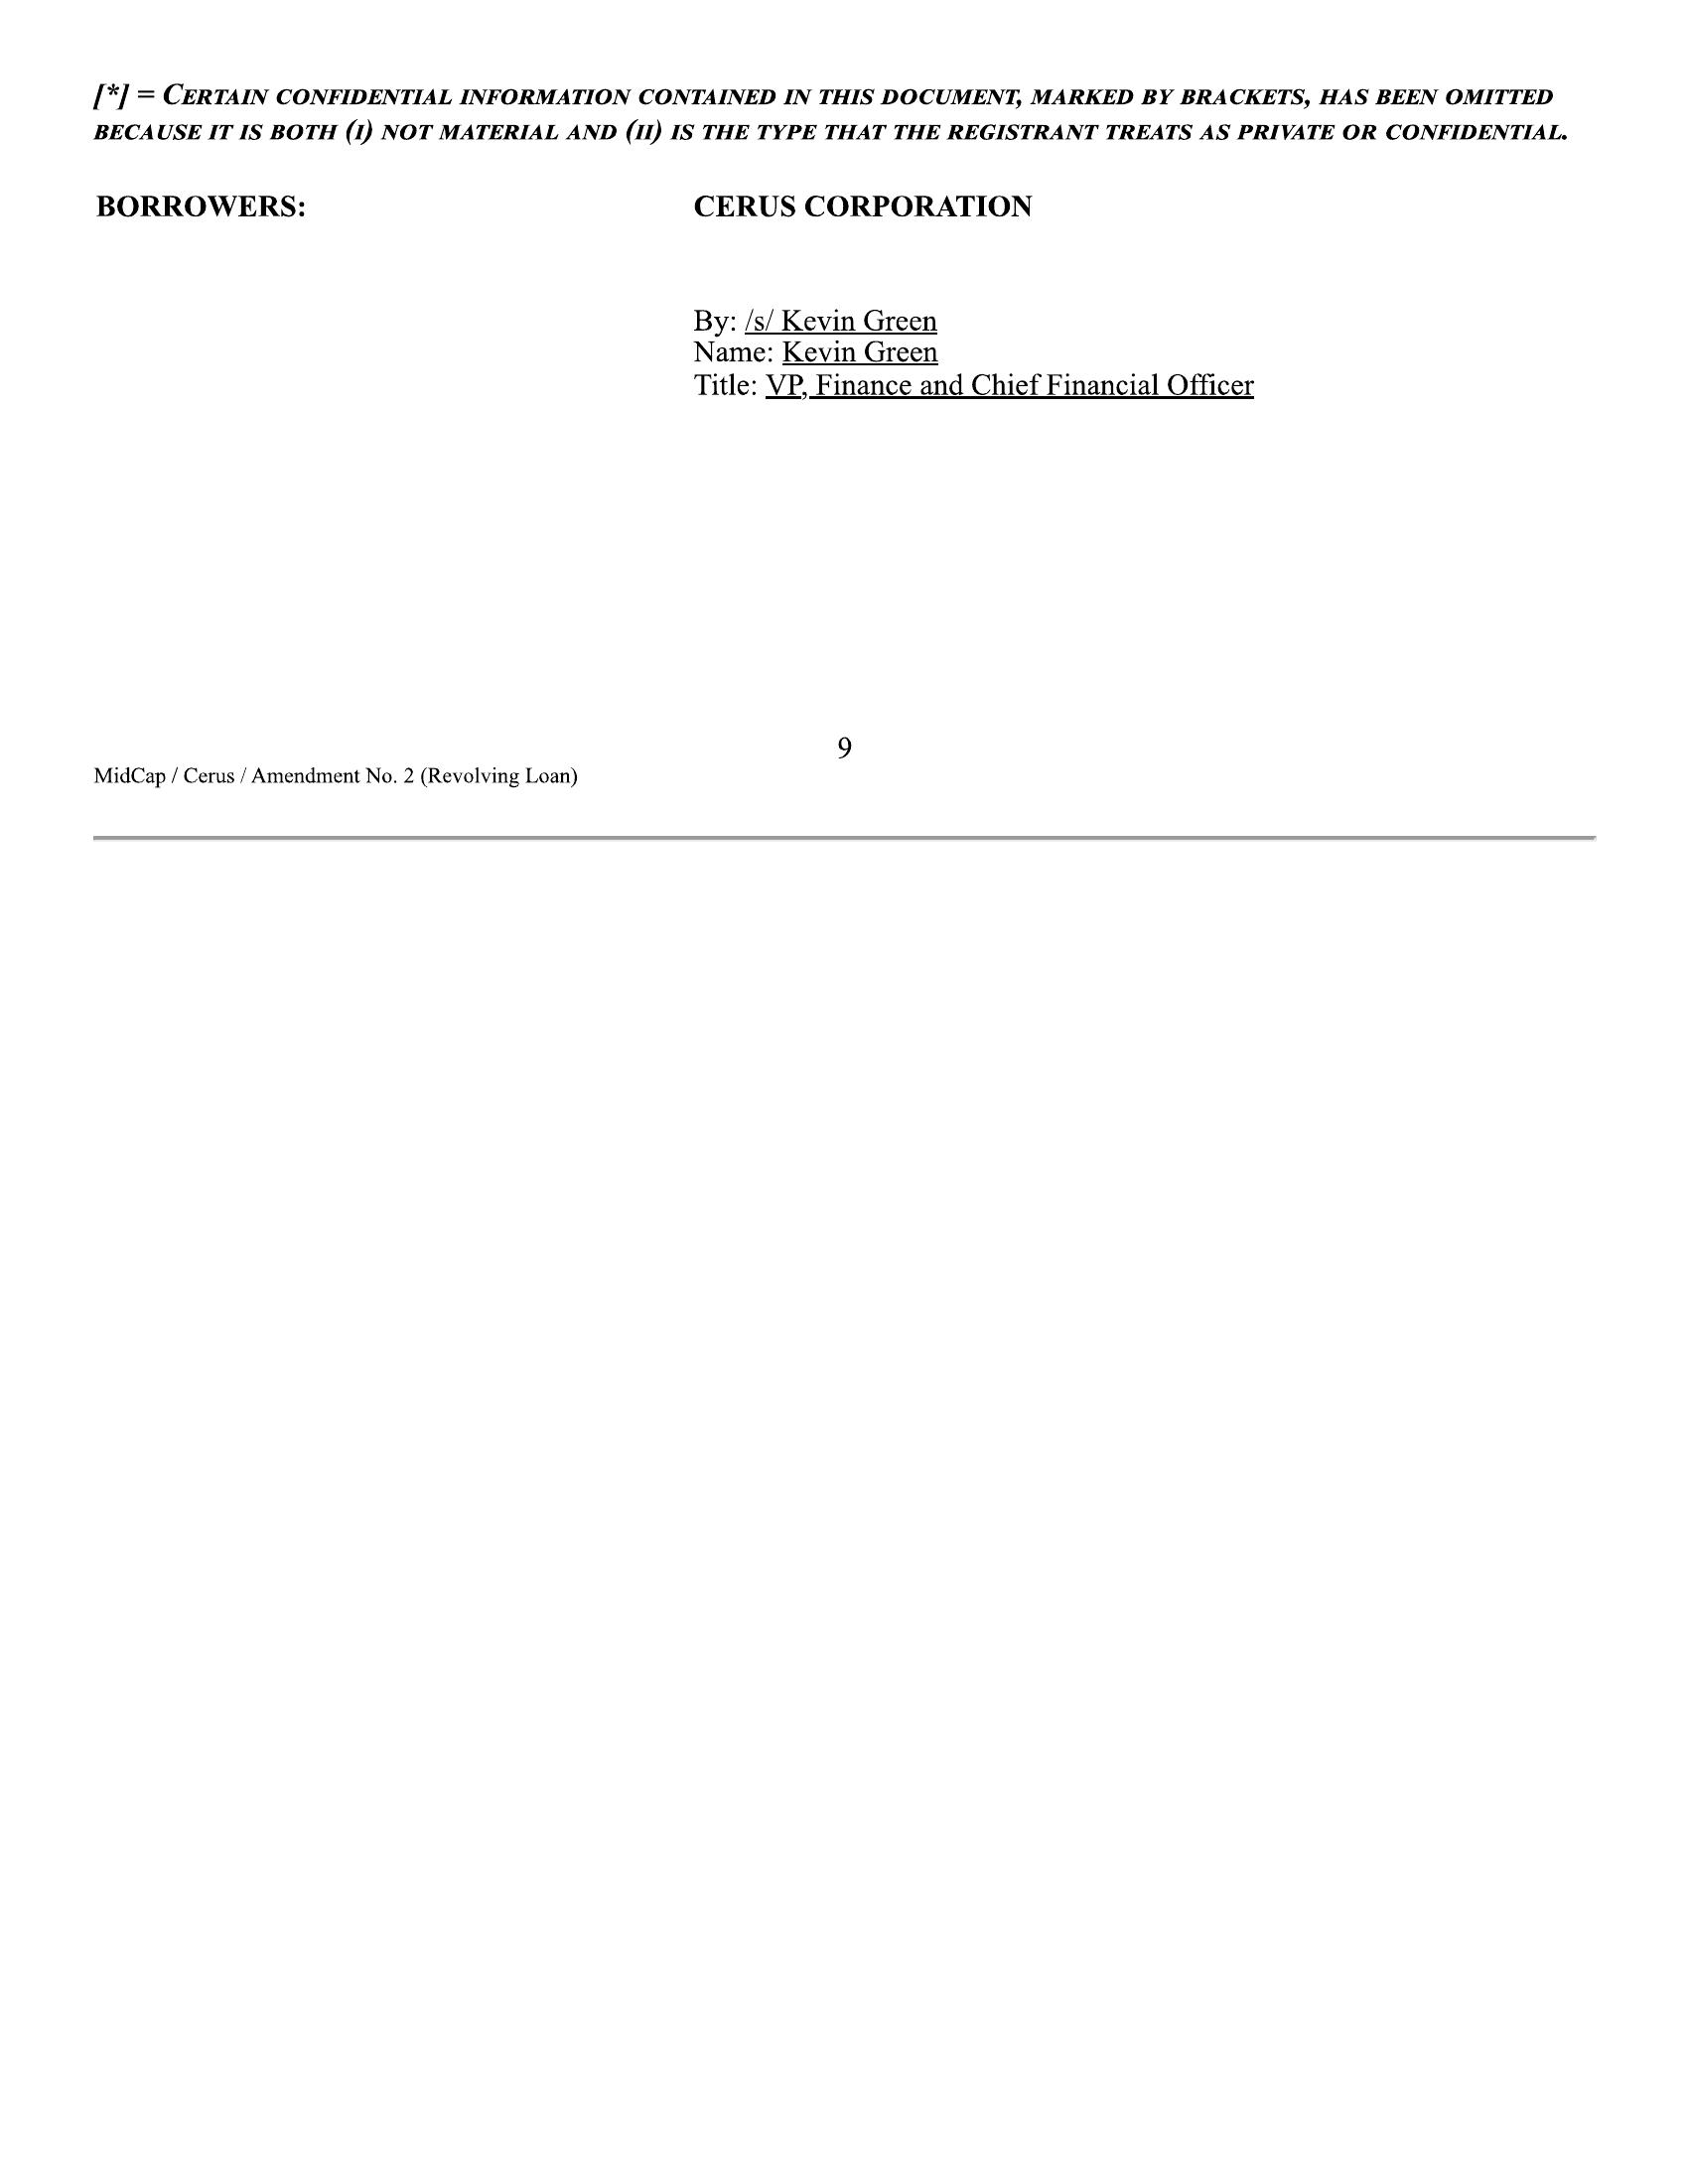 [*] = CERTAIN CONFIDENTIAL INFORMATION CONTAINED IN THIS DOCUMENT, MARKED BY BRACKETS, HAS BEEN OMITTED
BECAUSE IT IS BOTH (I) NOT MATERIAL AND (II) IS THE TYPE THAT THE REGISTRANT TREATS AS PRIVATE OR CONFIDENTIAL.
BORROWERS: CERUS CORPORATION
By: /s/ Kevin Green
Name: Kevin Green
Title: VP, Finance and Chief Financial Officer
9
MidCap / Cerus / Amendment No. 2 (Revolving Loan)